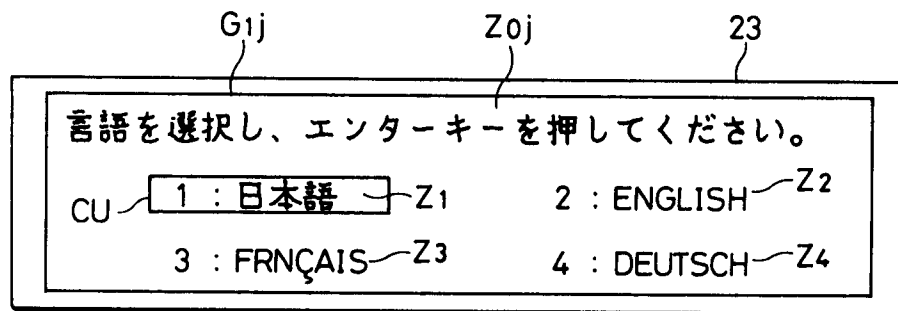 G1j Z0j 23
言語を選択し、エンターキーを押してください。
CU 1 : 日本語 Z1 2 : ENGLISH Z2
3 : FRNÇAIS Z3 4 : DEUTSCH Z4